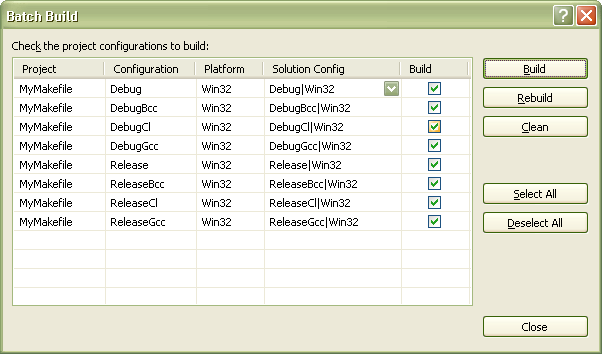 Batch Build
Check the project configurations to build:
Project Configuration Platform Solution Config Build
MyMakefile Debug Win32 Debug|Win32
MyMakefile DebugBcc Win32 DebugBcc|Win32
MyMakefile DebugCl Win32 DebugCl|Win32
MyMakefile DebugGcc Win32 DebugGcc|Win32
MyMakefile Release Win32 Release|Win32
MyMakefile ReleaseBcc Win32 ReleaseBcc|Win32
MyMakefile ReleaseCl Win32 ReleaseCl|Win32
MyMakefile ReleaseGcc Win32 ReleaseGcc|Win32
Build
Rebuild
Clean
Select All
Deselect All
Close